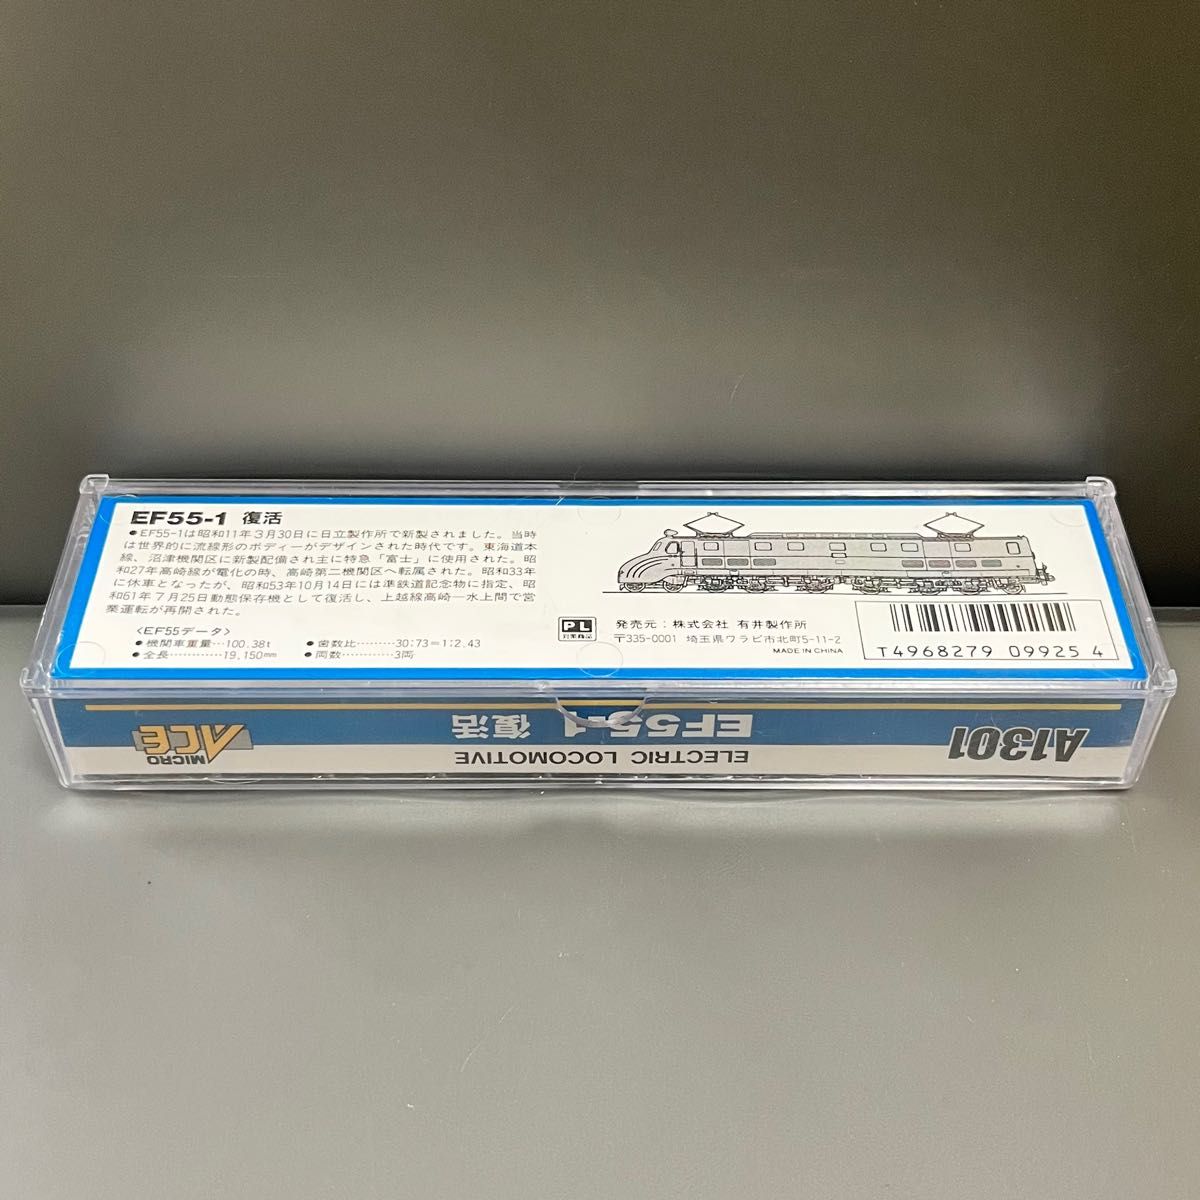 EF55-1 復活
●EF55-1は昭和11年3月30日に日立製作所で新製されました。当時
は世界的に流線形のボディーがデザインされた時代です。東海道本
線、沼津機関区に新製配備され主に特急「富士」に使用された。昭
和27年高崎線が電化の時、高崎第二機関区へ転属された。昭和33年
に休車となったが、昭和53年10月14日には準鉄道記念物に指定、昭
和61年7月25日動態保存機として復活し、上越線高崎―水上間で営
業運転が再開された。
〈EF55データ〉
●機関車重量…100.38t
●全長…………19,150mm
●歯数比………30:73=1:2.43
●両数…………3両
PL
対策商品
発売元：株式会社 有井製作所
〒335-0001 埼玉県ワラビ市北町5-11-2
MADE IN CHINA
T4968279 09925 4
A1301
EF55-1 復活
ELECTRIC LOCOMOTIVE
MICRO
ACE